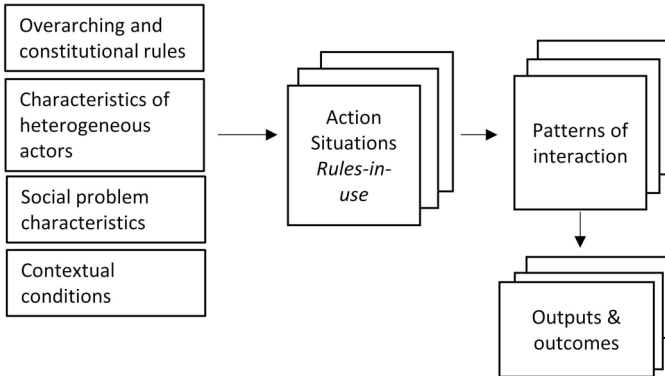 Overarching and
constitutional rules
Characteristics of
heterogeneous
actors
Social problem
characteristics
Contextual
conditions
Action
Situations
Rules-in-
use
Patterns of
interaction
Outputs &
outcomes